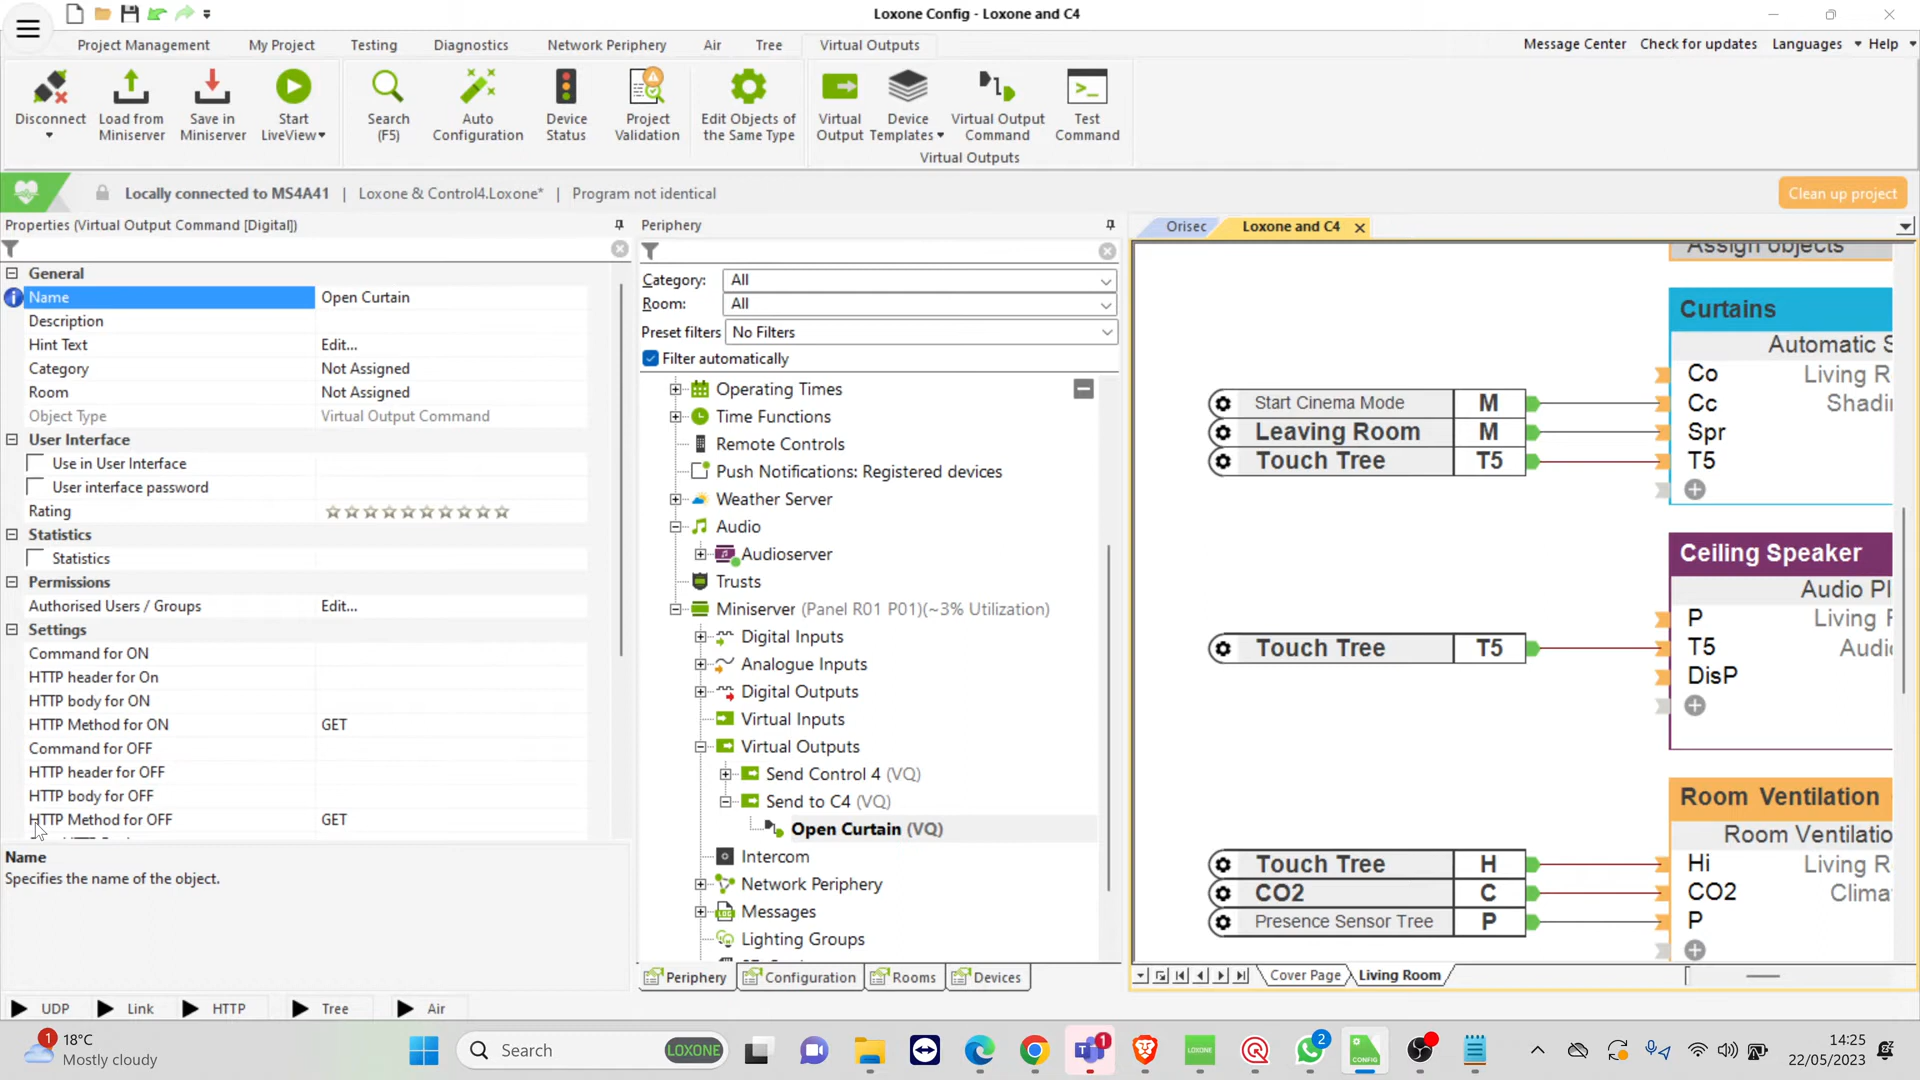 Loxone Config - Loxone and C4
Project Management
My Project
Testing
Diagnostics
Network Periphery
Air
Tree
Virtual Outputs
Message Center
Check for updates
Languages
Help
Disconnect
Load from Miniserver
Save in Miniserver
Start LiveView
Search (F5)
Auto Configuration
Device Status
Project Validation
Edit Objects of the Same Type
Virtual Output
Device Templates
Virtual Output Command
Test Command
Virtual Outputs
Locally connected to MS4A41 | Loxone & Control4.Loxone* | Program not identical
Clean up project
Properties (Virtual Output Command [Digital])
General
Name Open Curtain
Description
Hint Text Edit...
Category Not Assigned
Room Not Assigned
Object Type Virtual Output Command
User Interface
Use in User Interface
User interface password
Rating
Statistics
Statistics
Permissions
Authorised Users / Groups Edit...
Settings
Command for ON
HTTP header for On
HTTP body for ON
HTTP Method for ON GET
Command for OFF
HTTP header for OFF
HTTP body for OFF
HTTP Method for OFF GET
Name
Specifies the name of the object.
UDP
Link
HTTP
Tree
Air
Periphery
Category: All
Room: All
Preset filters No Filters
Filter automatically
Operating Times
Time Functions
Remote Controls
Push Notifications: Registered devices
Weather Server
Audio
Audioserver
Trusts
Miniserver (Panel R01 P01)(~3% Utilization)
Digital Inputs
Analogue Inputs
Digital Outputs
Virtual Inputs
Virtual Outputs
Send Control 4 (VQ)
Send to C4 (VQ)
Open Curtain (VQ)
Intercom
Network Periphery
Messages
Lighting Groups
Periphery
Configuration
Rooms
Devices
Orisec
Loxone and C4
Assign objects
Curtains
Automatic S
Co Living R
Start Cinema Mode M Cc Shadi
Leaving Room M Spr
Touch Tree T5 T5
Ceiling Speaker
Audio Pl
P Living R
Touch Tree T5 T5 Audi
DisP
Room Ventilation
Room Ventilatio
Touch Tree H Hi Living R
CO2 C CO2 Clima
Presence Sensor Tree P P
Cover Page
Living Room
1
18°C
Mostly cloudy
Search
LOXONE
1
LOXONE
2
CONFIG
14:25
22/05/2023